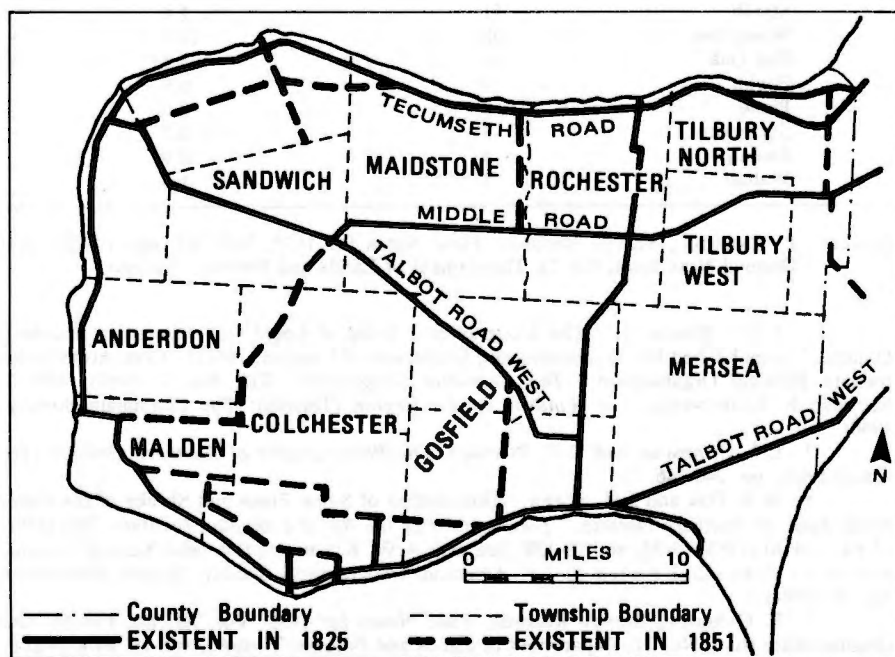 TECUMSETH ROAD
TILBURY
NORTH
MAIDSTONE
SANDWICH
ROCHESTER
MIDDLE ROAD
TALBOT ROAD WEST
TILBURY
WEST
ANDERDON
MERSEA
GOSFIELD
COLCHESTER
MALDEN
TALBOT ROAD WEST
N
MILES
0 10
County Boundary
Township Boundary
EXISTENT IN 1825
EXISTENT IN 1851